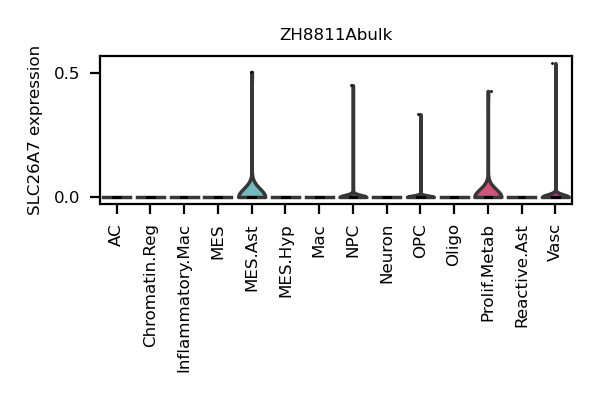 ZH8811Abulk
SLC26A7 expression
0.5
0.0
AC
Chromatin.Reg
Inflammatory.Mac
MES
MES.Ast
MES.Hyp
Mac
NPC
Neuron
OPC
Oligo
Prolif.Metab
Reactive.Ast
Vasc